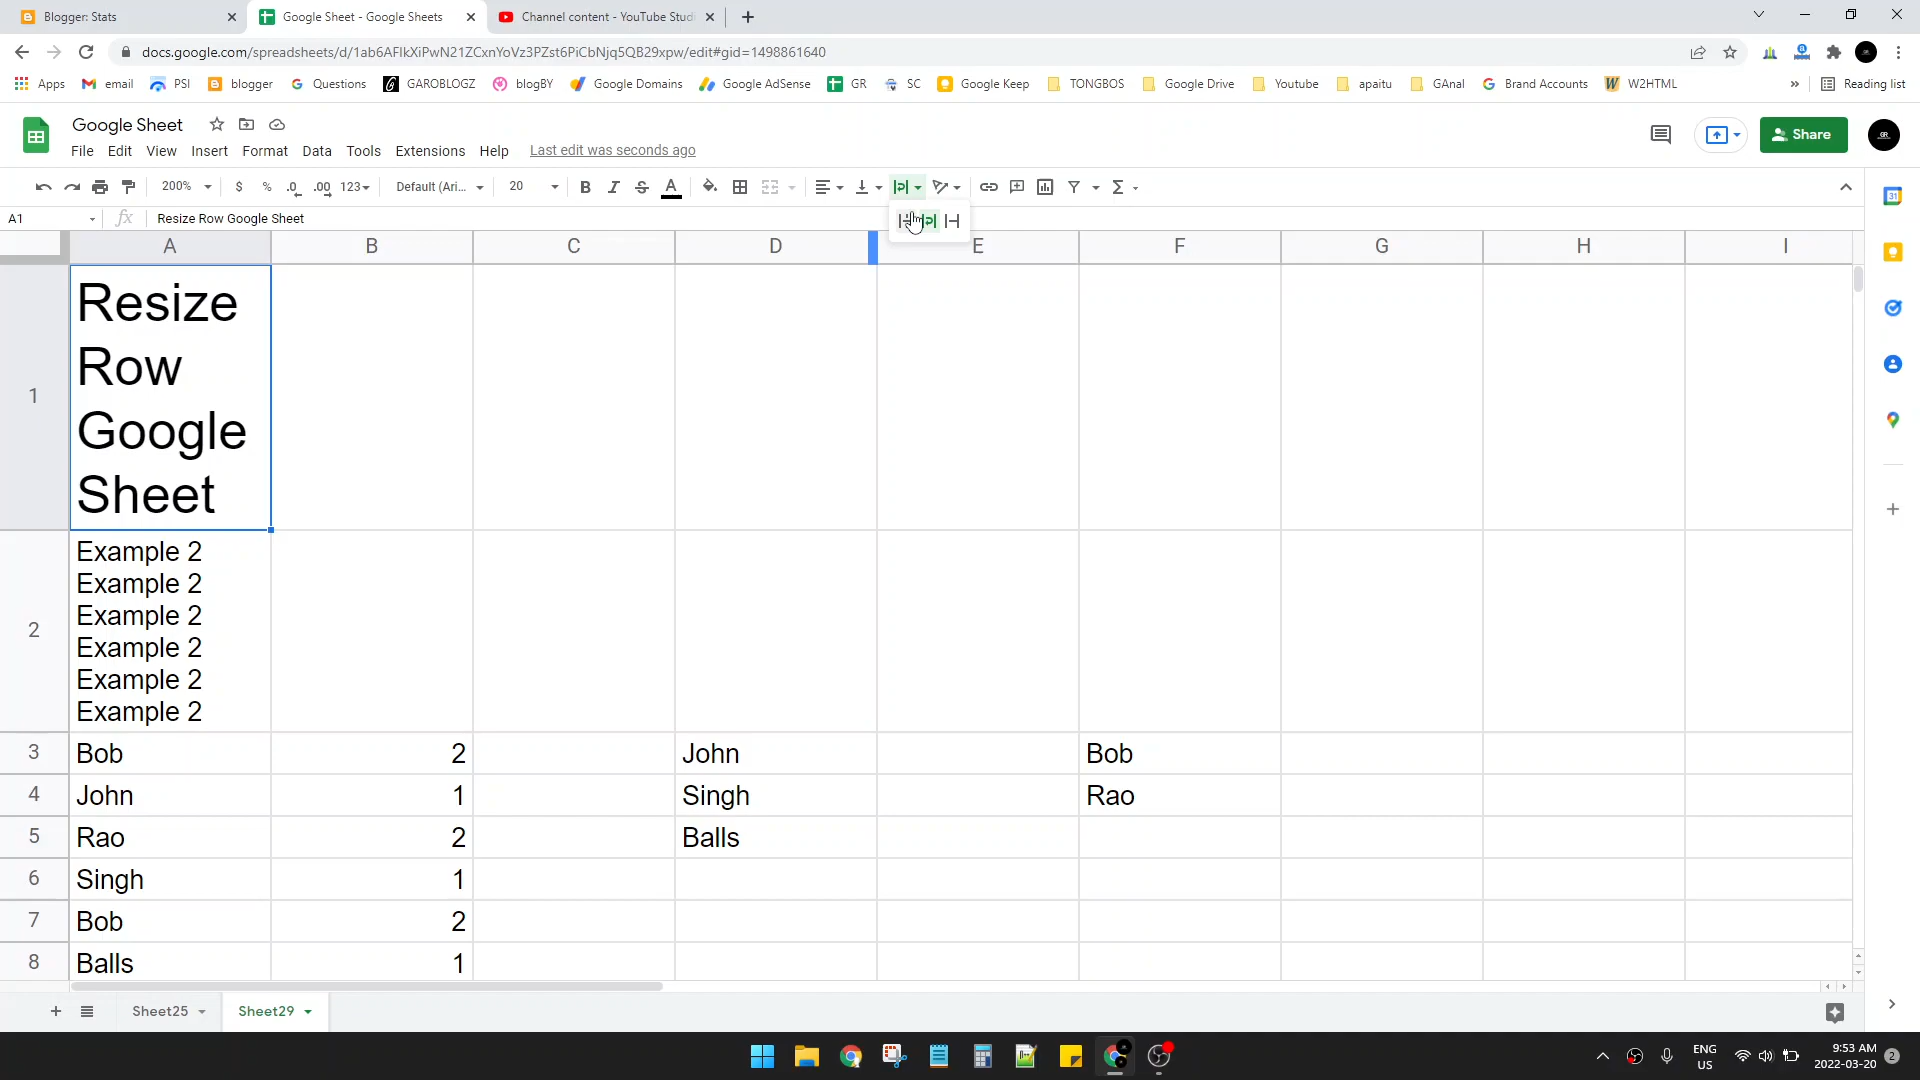 Blogger: Stats
Google Sheet - Google Sheets
Channel content - YouTube Studi
docs.google.com/spreadsheets/d/1ab6AFIkXiPwN21ZCxnYoVz3PZst6PiCbNjq5QB29xpw/edit#gid=1498861640
Apps email PSI blogger Questions GAROBLOGZ blogBY Google Domains Google AdSense GR SC Google Keep TONGBOS Google Drive Youtube apaitu GAnal Brand Accounts W2HTML » Reading list
Google Sheet
Share
File Edit View Insert Format Data Tools Extensions Help Last edit was seconds ago
200% $ % .0 .00 123 Default (Ari... 20 B I S A Σ
A1 fx Resize Row Google Sheet
A B C D E F G H I
1
Resize
Row
Google
Sheet
2
Example 2
Example 2
Example 2
Example 2
Example 2
Example 2
3 Bob 2 John Bob
4 John 1 Singh Rao
5 Rao 2 Balls
6 Singh 1
7 Bob 2
8 Balls 1
Sheet25 Sheet29
ENG
US
9:53 AM
2022-03-20
2